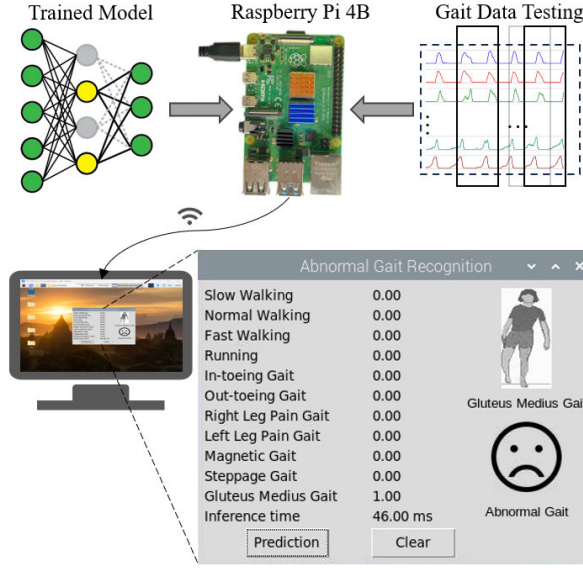 Trained Model
Raspberry Pi 4B
Gait Data Testing
Abnormal Gait Recognition
Slow Walking 0.00
Normal Walking 0.00
Fast Walking 0.00
Running 0.00
In-toeing Gait 0.00
Out-toeing Gait 0.00
Right Leg Pain Gait 0.00
Left Leg Pain Gait 0.00
Magnetic Gait 0.00
Steppage Gait 0.00
Gluteus Medius Gait 1.00
Inference time 46.00 ms
Gluteus Medius Gai
Abnormal Gait
Prediction
Clear